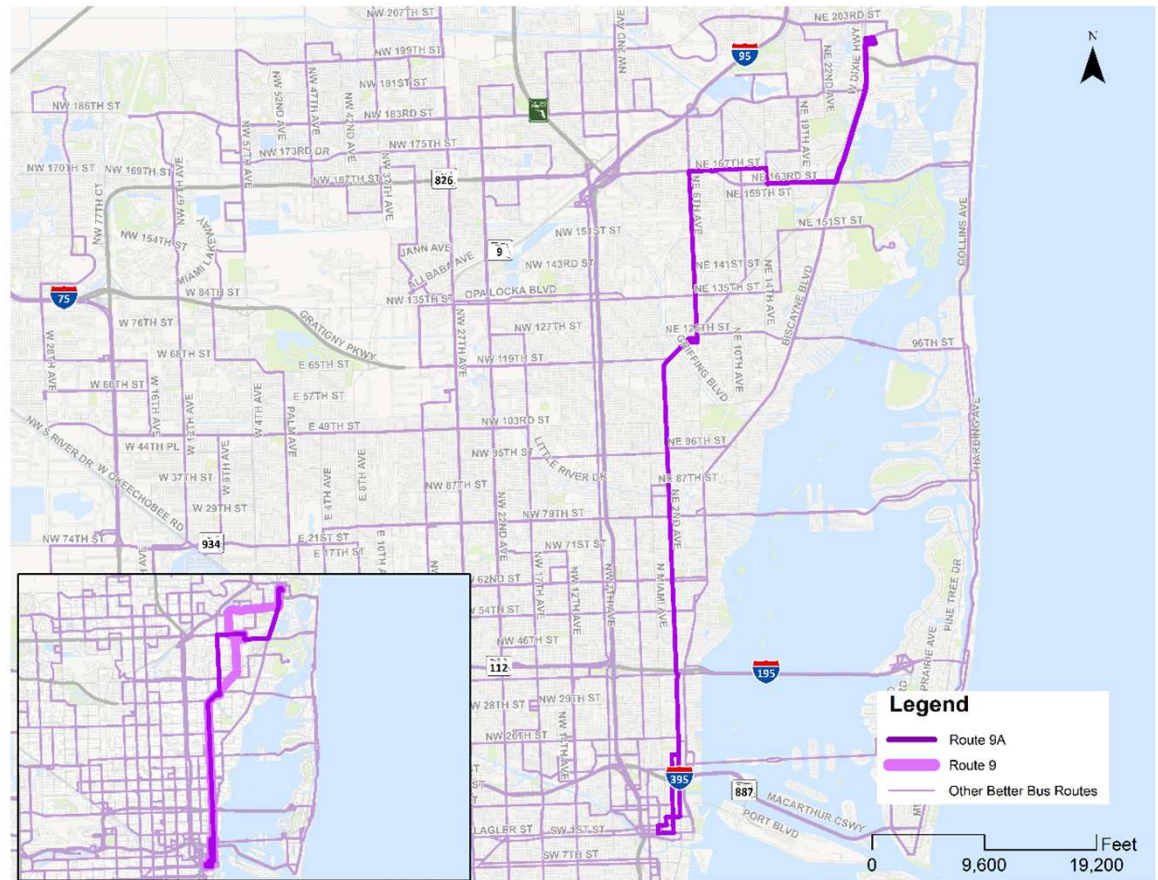 NW 207TH ST
NE 203RD ST
N
NW 199TH ST
NW 2ND AVE
95
NE 22ND AVE
W DIXIE HWY
NW 52ND AVE
NW 47TH AVE
NW 42ND AVE
NW 191ST ST
NW 186TH ST
NW 183RD ST
NE 19TH AVE
NW 57TH AVE
NW 173RD DR
NW 175TH ST
NW 170TH ST
NW 169TH ST
NW 67TH AVE
NW 37TH AVE
NW 167TH ST
826
NE 167TH ST
NE 163RD ST
NE 159TH ST
NE 6TH AVE
NW 77TH CT
NW 154TH ST
MIAMI LAKEWAY
JANN AVE
ALI BABA AVE
9
NW 151ST ST
NE 151ST ST
COLLINS AVE
NW 143RD ST
NE 141ST ST
NE 14TH AVE
75
W 84TH ST
NW 135TH ST
OPA LOCKA BLVD
NE 135TH ST
BISCAYNE BLVD
W 76TH ST
GRATIGNY PKWY
NW 27TH AVE
NW 127TH ST
W 28TH AVE
W 68TH ST
E 65TH ST
NW 119TH ST
GRIFFING BLVD
NE 10TH AVE
96TH ST
W 16TH AVE
W 12TH AVE
W 4TH AVE
PALM AVE
E 57TH ST
NW 103RD ST
HARDING AVE
W 44TH PL
E 49TH ST
NW 95TH ST
LITTLE RIVER DR
NE 96TH ST
NW S RIVER DR
W OKEECHOBEE RD
W 37TH ST
W 8TH AVE
E 4TH AVE
E 8TH AVE
NW 87TH ST
NE 87TH ST
W 29TH ST
NW 22ND AVE
NW 79TH ST
NE 2ND AVE
NW 74TH ST
934
E 21ST ST
E 17TH ST
NW 71ST ST
NW 62ND ST
NW 17TH AVE
NW 12TH AVE
NW 7TH AVE
N MIAMI AVE
PINE TREE DR
NW 54TH ST
NW 46TH ST
PRAIRIE AVE
112
195
NW 29TH ST
NW 28TH ST
NW 20TH ST
395
887
MACARTHUR CSWY
PORT BLVD
SW 1ST ST
SW 7TH ST
Legend
Route 9A
Route 9
Other Better Bus Routes
Feet
0 9,600 19,200